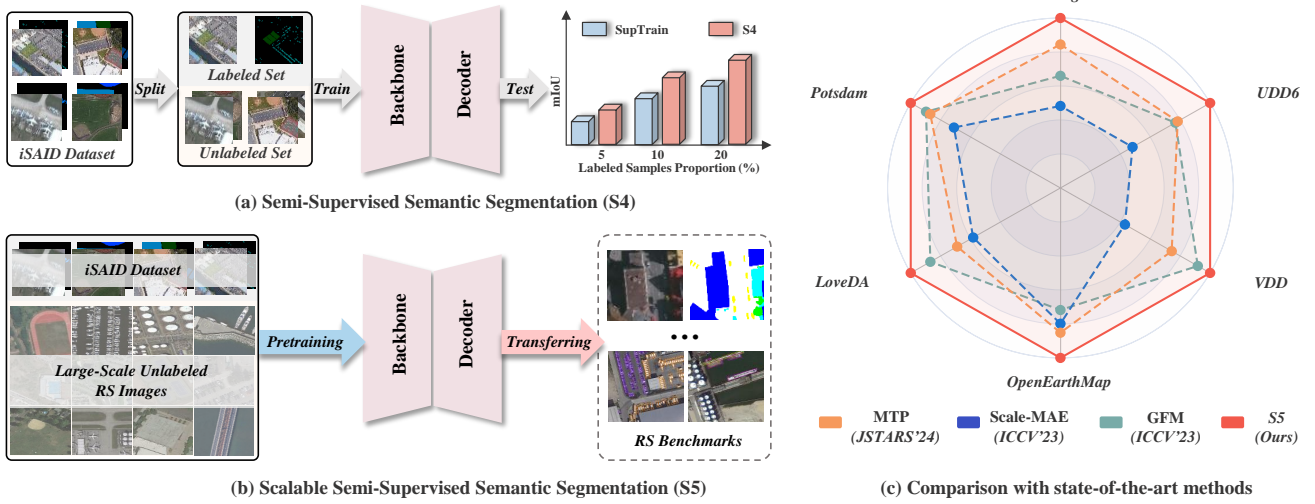 iSAID Dataset
Split
Labeled Set
Unlabeled Set
Train
Backbone
Decoder
Test
mIoU
SupTrain
S4
5
10
20
Labeled Samples Proportion (%)
(a) Semi-Supervised Semantic Segmentation (S4)
iSAID Dataset
Large-Scale Unlabeled
RS Images
Pretraining
Backbone
Decoder
Transferring
RS Benchmarks
(b) Scalable Semi-Supervised Semantic Segmentation (S5)
Potsdam
UDD6
LoveDA
VDD
OpenEarthMap
MTP
(JSTARS'24)
Scale-MAE
(ICCV'23)
GFM
(ICCV'23)
S5
(Ours)
(c) Comparison with state-of-the-art methods